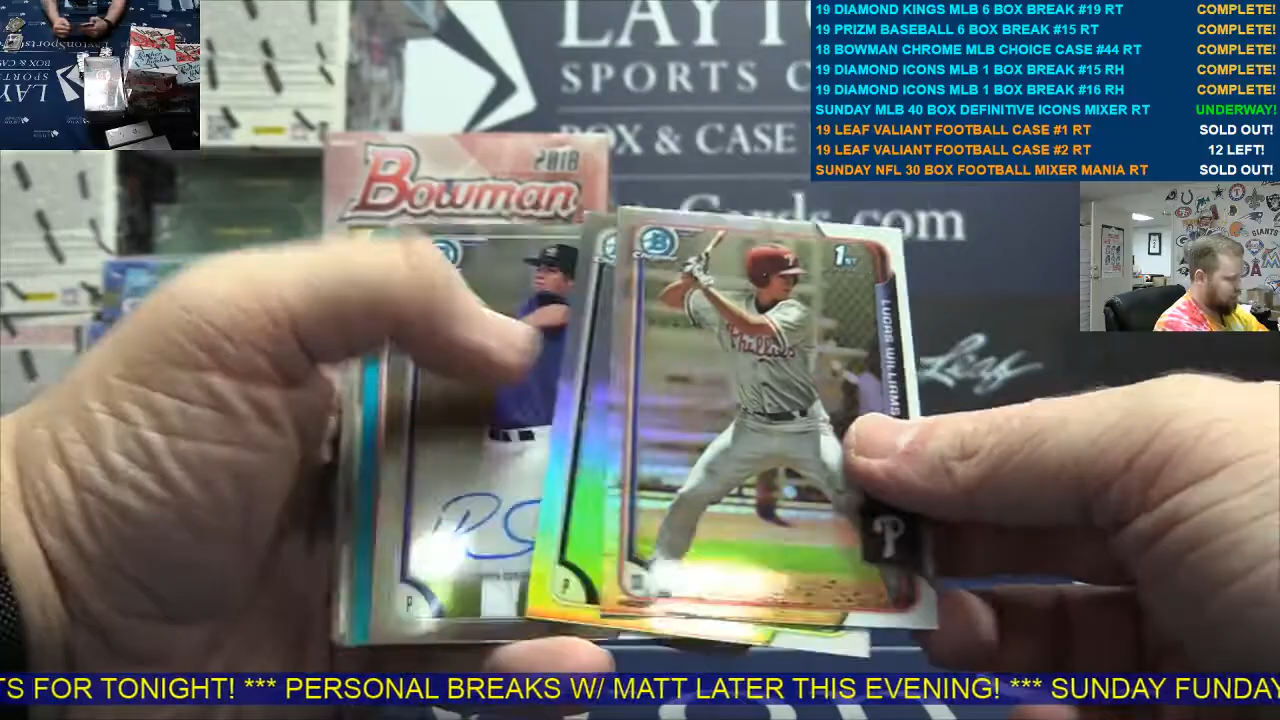 19 DIAMOND KINGS MLB 6 BOX BREAK #19 RT COMPLETE!
19 PRIZM BASEBALL 6 BOX BREAK #15 RT COMPLETE!
18 BOWMAN CHROME MLB CHOICE CASE #44 RT COMPLETE!
19 DIAMOND ICONS MLB 1 BOX BREAK #15 RH COMPLETE!
19 DIAMOND ICONS MLB 1 BOX BREAK #16 RH COMPLETE!
SUNDAY MLB 40 BOX DEFINITIVE ICONS MIXER RT UNDERWAY!
19 LEAF VALIANT FOOTBALL CASE #1 RT SOLD OUT!
19 LEAF VALIANT FOOTBALL CASE #2 RT 12 LEFT!
SUNDAY NFL 30 BOX FOOTBALL MIXER MANIA RT SOLD OUT!
LAYTO
SPORTS C
BOX & CASE
Cards.com
2018
Bowman
1ST
Phillies
LUCAS WILLIAMS
P
P
P
Leaf
TS FOR TONIGHT! *** PERSONAL BREAKS W/ MATT LATER THIS EVENING! *** SUNDAY FUNDAY